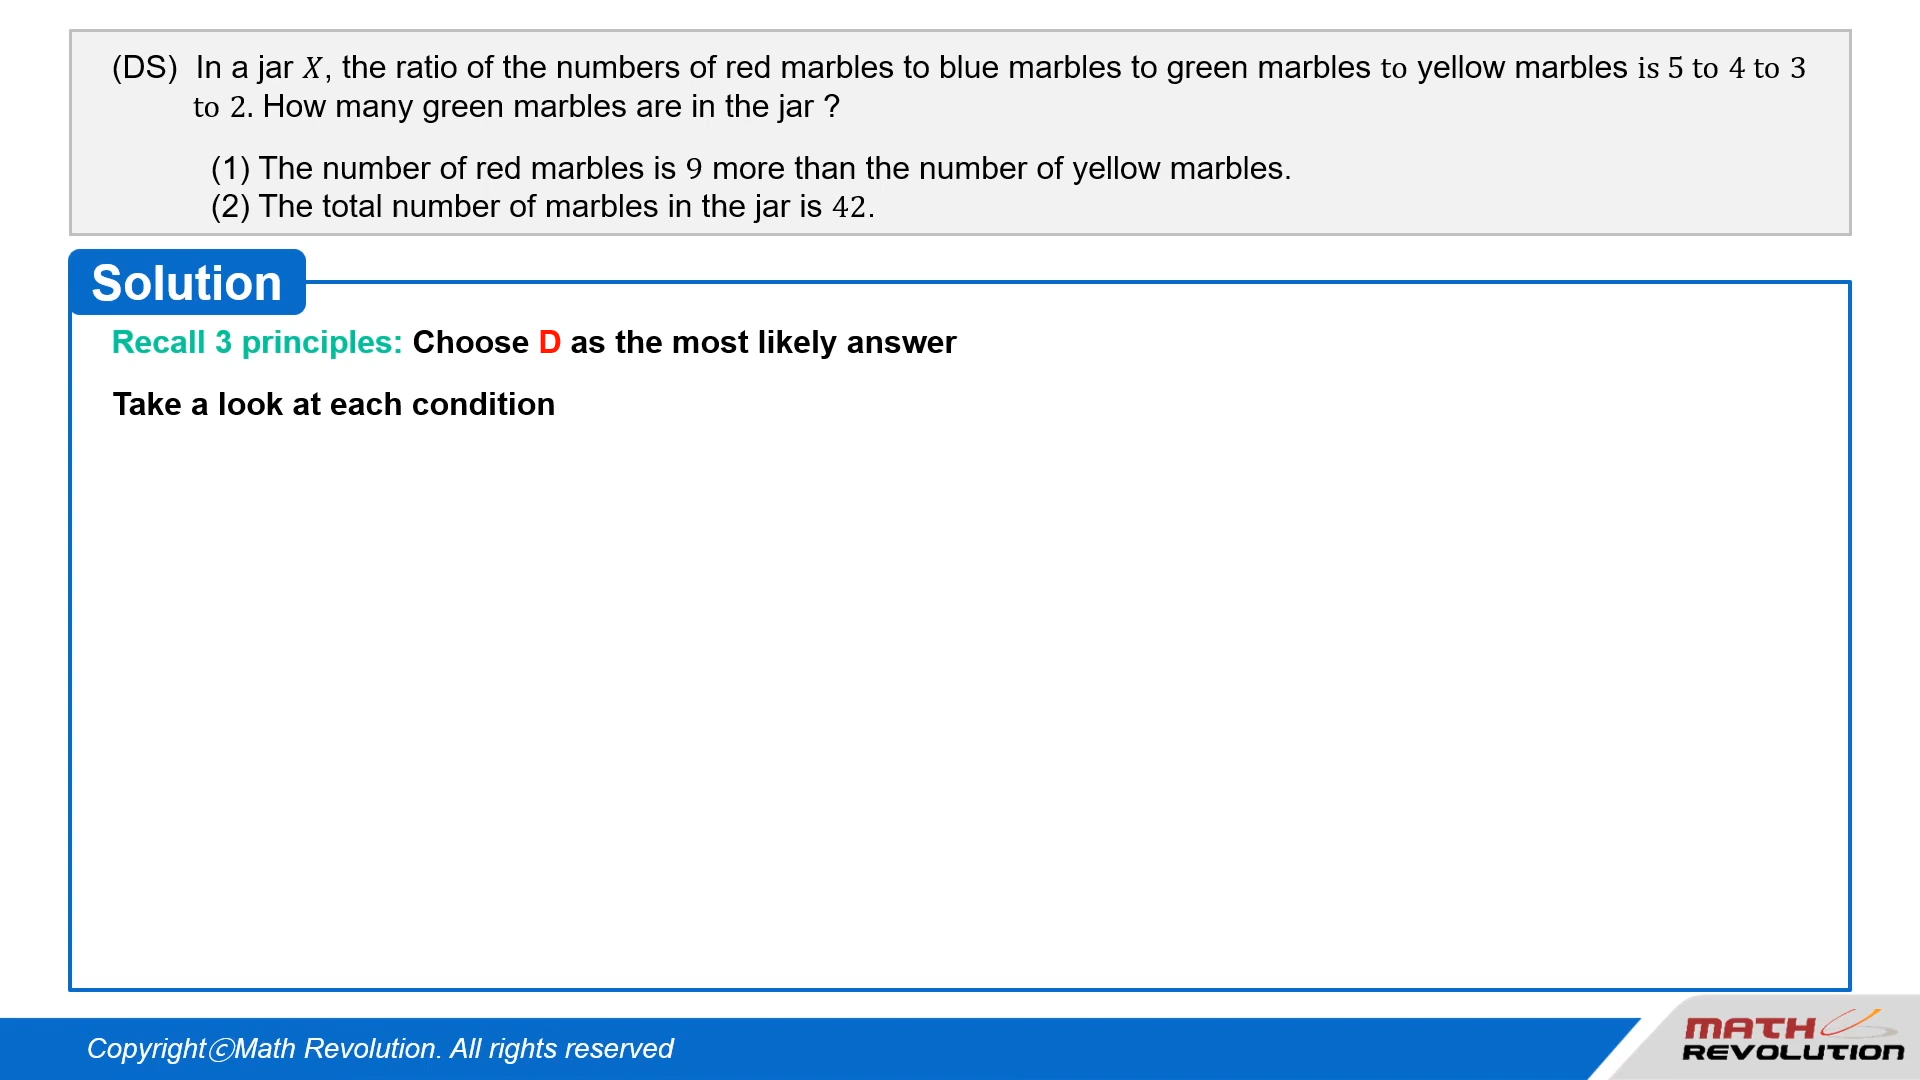 (DS) In a jar X, the ratio of the numbers of red marbles to blue marbles to green marbles to yellow marbles is 5 to 4 to 3
to 2. How many green marbles are in the jar ?
(1) The number of red marbles is 9 more than the number of yellow marbles.
(2) The total number of marbles in the jar is 42.
Solution
Recall 3 principles: Choose D as the most likely answer
Take a look at each condition
CopyrightⓒMath Revolution. All rights reserved
MATH
REVOLUTION